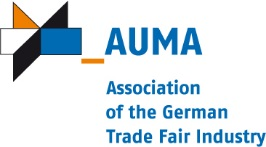 _AUMA
Association
of the German
Trade Fair Industry